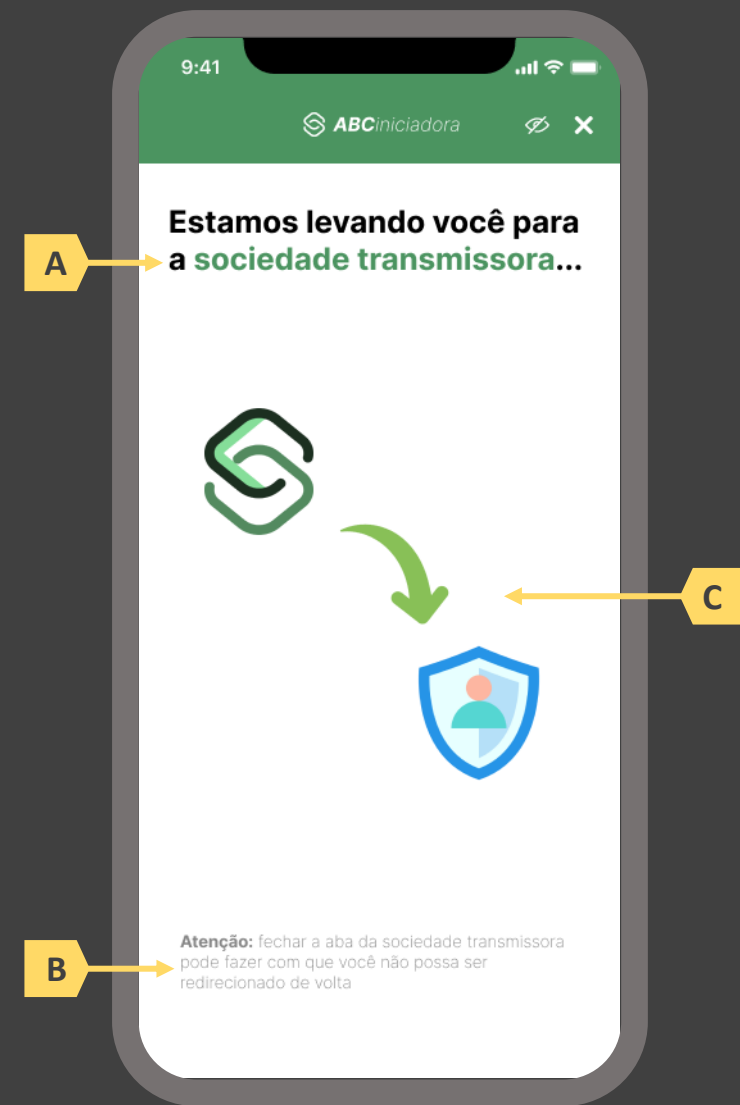 9:41
ABCiniciadora
Estamos levando você para
A
a sociedade transmissora...
C
Atenção: fechar a aba da sociedade transmissora
B
pode fazer com que você não possa ser
redirecionado de volta